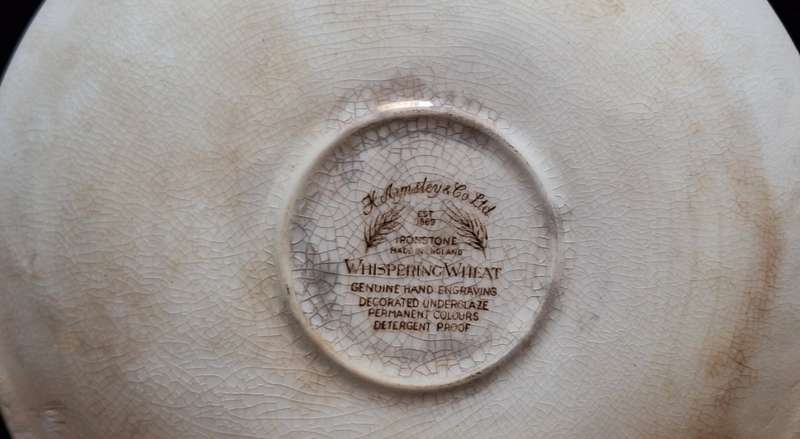 H Aynsley & Co Ltd
EST
1869
IRONSTONE
MADE IN ENGLAND
WHISPERING WHEAT
GENUINE HAND ENGRAVING
DECORATED UNDERGLAZE
PERMANENT COLOURS
DETERGENT PROOF